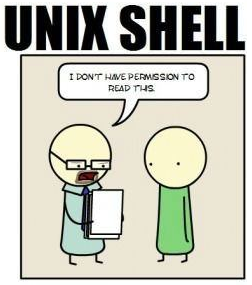 UNIX SHELL
I DON'T HAVE PERMISSION TO
READ THIS.